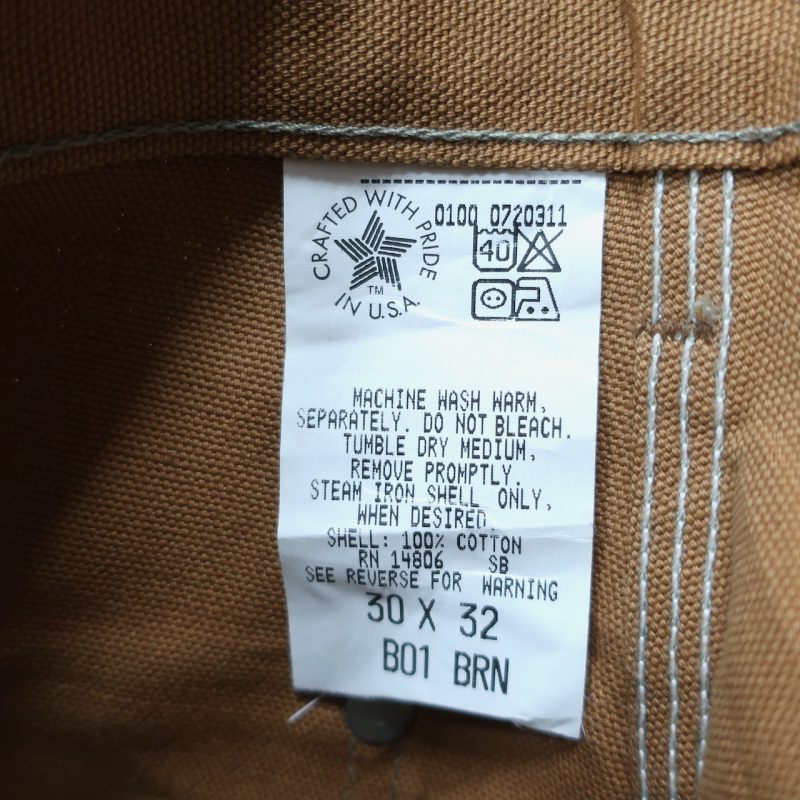 CRAFTED WITH PRIDE
TM
IN U.S.A.
0100 0720311
40
MACHINE WASH WARM,
SEPARATELY. DO NOT BLEACH.
TUMBLE DRY MEDIUM,
REMOVE PROMPTLY.
STEAM IRON SHELL ONLY,
WHEN DESIRED.
SHELL: 100% COTTON
RN 14806 SB
SEE REVERSE FOR WARNING
30 X 32
B01 BRN